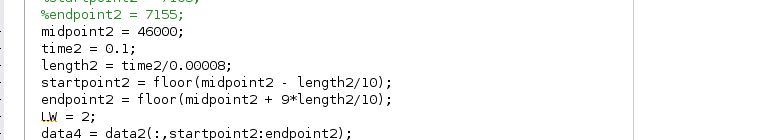 %endpoint2 = 7155;
midpoint2 = 46000;
time2 = 0.1;
length2 = time2/0.00008;
startpoint2 = floor(midpoint2 - length2/10);
endpoint2 = floor(midpoint2 + 9*length2/10);
LW = 2;
data4 = data2(:,startpoint2:endpoint2);